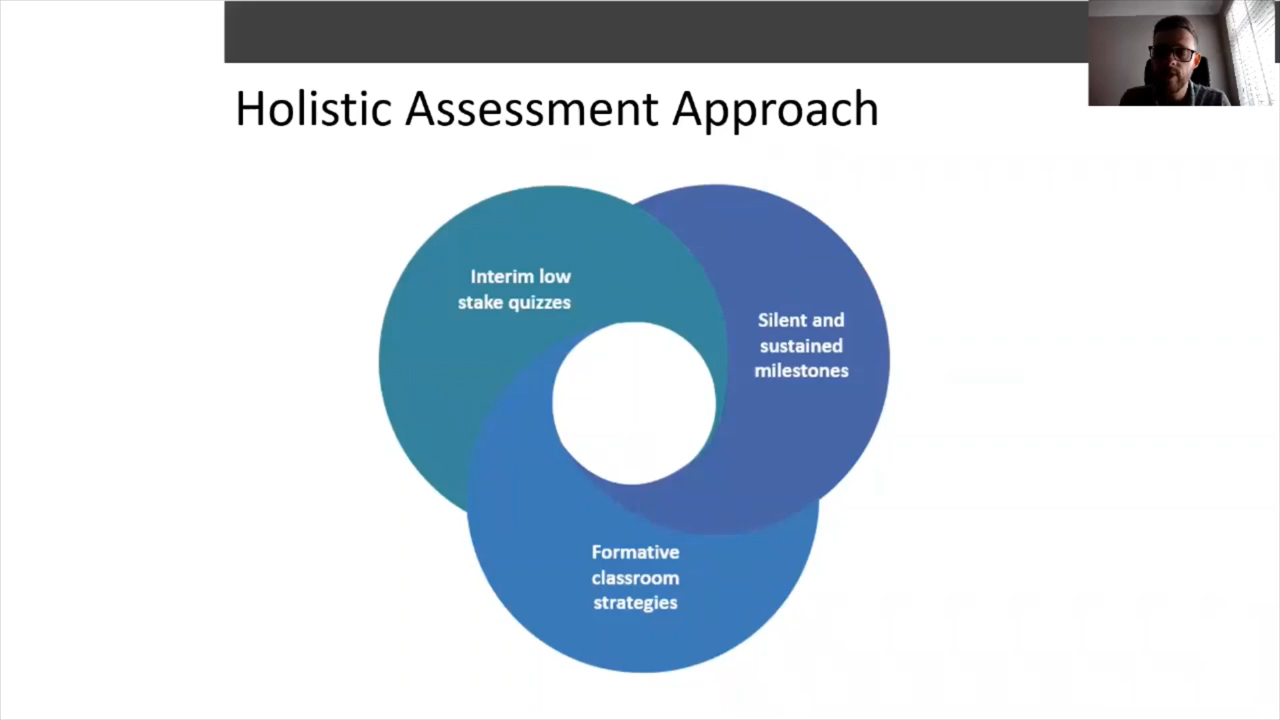 Holistic Assessment Approach
Interim low
stake quizzes
Silent and
sustained
milestones
Formative
classroom
strategies